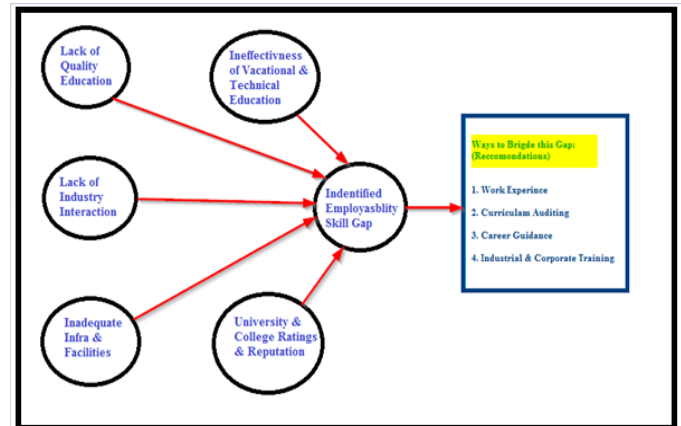 Lack of
Quality
Education
Ineffectivness
of Vacational &
Technical
Education
Lack of
Industry
Interaction
Indentified
Employasblity
Skill Gap
Inadequate
Infra &
Facilities
University &
College Ratings
& Reputation
Ways to Brigde this Gap:
(Reccomondations)
1. Work Experince
2. Curriculam Auditing
3. Career Guidance
4. Industrial & Corporate Training